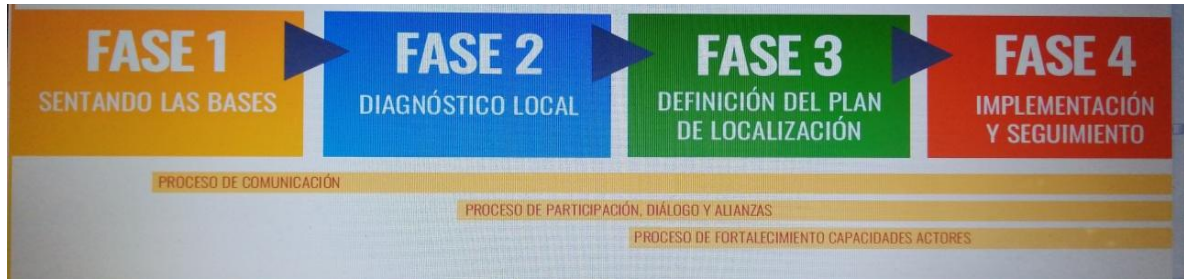 FASE 1
SENTANDO LAS BASES
FASE 2
DIAGNÓSTICO LOCAL
FASE 3
DEFINICIÓN DEL PLAN
DE LOCALIZACIÓN
FASE 4
IMPLEMENTACIÓN
Y SEGUIMIENTO
PROCESO DE COMUNICACIÓN
PROCESO DE PARTICIPACIÓN, DIÁLOGO Y ALIANZAS
PROCESO DE FORTALECIMIENTO CAPACIDADES ACTORES